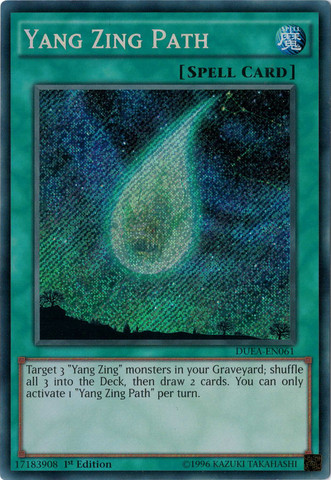 Yang Zing Path
[Spell Card]
DUEA-EN061
Target 3 "Yang Zing" monsters in your Graveyard; shuffle
all 3 into the Deck, then draw 2 cards. You can only
activate 1 "Yang Zing Path" per turn.
17183908 1st Edition ©1996 KAZUKI TAKAHASHI